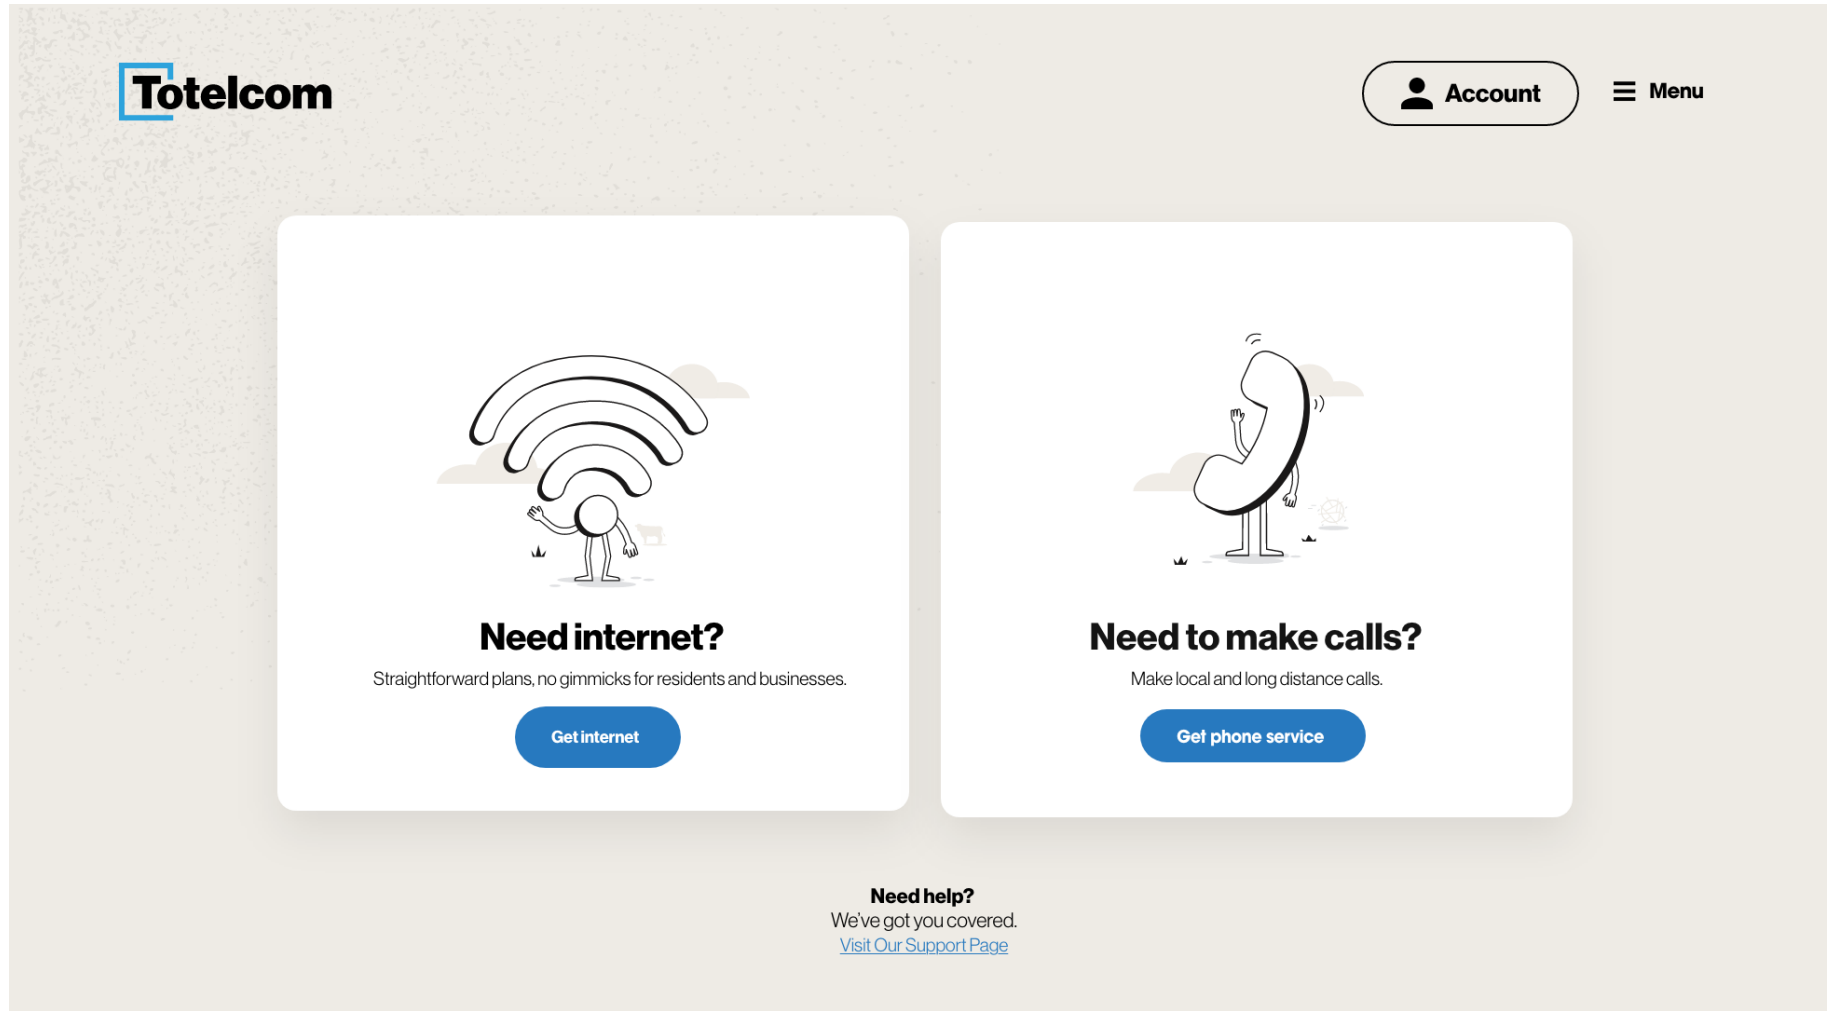 Totelcom
Account
Menu
Need internet?
Straightforward plans, no gimmicks for residents and businesses.
Get internet
Need to make calls?
Make local and long distance calls.
Get phone service
Need help?
We've got you covered.
Visit Our Support Page